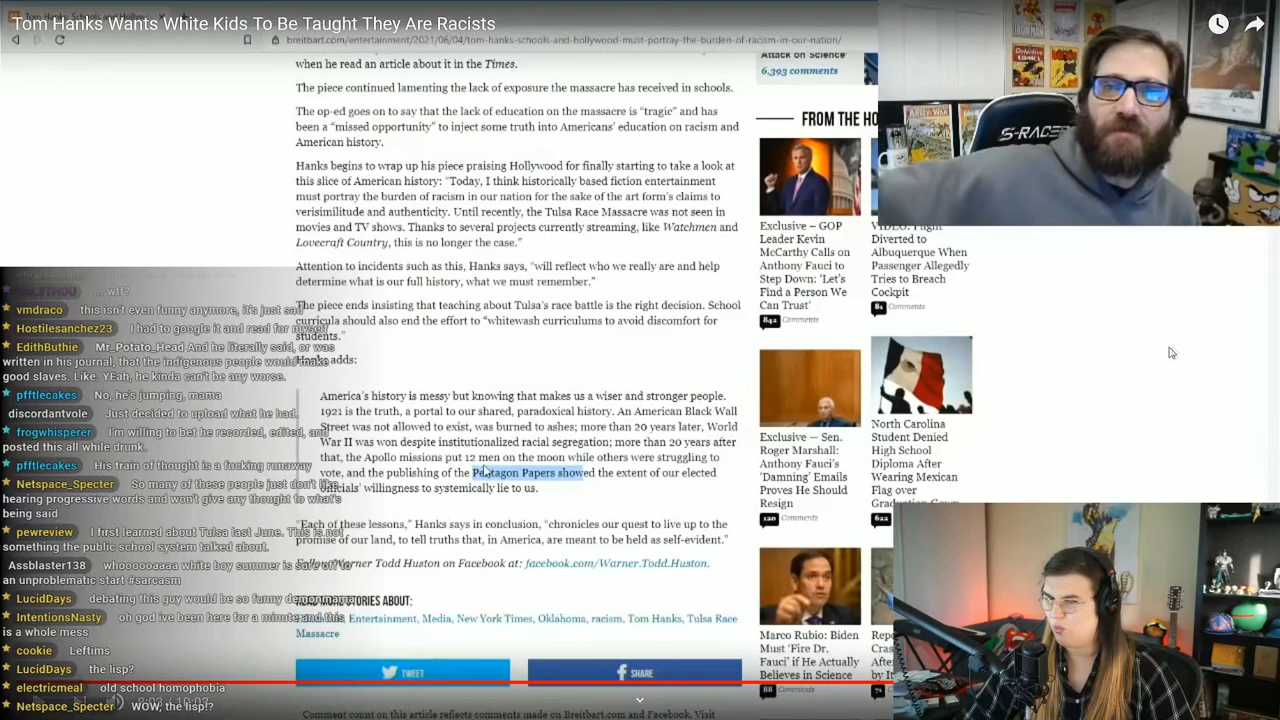 Tom Hanks Wants White Kids To Be Taught They Are Racists
breitbart.com/entertainment/2021/06/04/tom-hanks-schools-and-hollywood-must-portray-the-burden-of-racism-in-our-nation/
when he read an article about it in the Times.
The piece continued lamenting the lack of exposure the massacre has received in schools.
The op-ed goes on to say that the lack of education on the massacre is “tragic” and has
been a “missed opportunity” to inject some truth into Americans’ education on racism and
American history.
Hanks begins to wrap up his piece praising Hollywood for finally starting to take a look at
this slice of American history: “Today, I think historically based fiction entertainment
must portray the burden of racism in our nation for the sake of the art form’s claims to
verisimilitude and authenticity. Until recently, the Tulsa Race Massacre was not seen in
movies and TV shows. Thanks to several projects currently streaming, like Watchmen and
Lovecraft Country, this is no longer the case.”
Attention to incidents such as this, Hanks says, “will reflect who we really are and help
determine what is our full history, what we must remember.”
The piece ends insisting that teaching about Tulsa’s race battle is the right decision. School
curricula should also end the effort to “whitewash curriculums to avoid discomfort for
students.”
Hanks adds:
America’s history is messy but knowing that makes us a wiser and stronger people.
1921 is the truth, a portal to our shared, paradoxical history. An American Black Wall
Street was not allowed to exist, was burned to ashes; more than 20 years later, World
War II was won despite institutionalized racial segregation; more than 20 years after
that, the Apollo missions put 12 men on the moon while others were struggling to
vote, and the publishing of the Pentagon Papers showed the extent of our elected
officials’ willingness to systemically lie to us.
“Each of these lessons,” Hanks says in conclusion, “chronicles our quest to live up to the
promise of our land, to tell truths that, in America, are meant to be held as self-evident.”
Follow Warner Todd Huston on Facebook at: facebook.com/Warner.Todd.Huston.
READ MORE STORIES ABOUT:
Entertainment, Media, New York Times, Oklahoma, racism, Tom Hanks, Tulsa Race
Massacre
TWEET
SHARE
Comment count on this article reflects comments made on Breitbart.com and Facebook. Visit
Attack on Science’
6,393 comments
FROM THE HO
Exclusive – GOP
Leader Kevin
McCarthy Calls on
Anthony Fauci to
Step Down: ‘Let’s
Find a Person We
Can Trust’
842 Comments
VIDEO: Flight
Diverted to
Albuquerque When
Passenger Allegedly
Tries to Breach
Cockpit
81 Comments
Exclusive — Sen.
Roger Marshall:
Anthony Fauci’s
‘Damning’ Emails
Proves He Should
Resign
120 Comments
North Carolina
Student Denied
High School
Diploma After
Wearing Mexican
Flag over
622
Marco Rubio: Biden
Must ‘Fire Dr.
Fauci’ if He Actually
Believes in Science
88 Comments
S-RACER
... wtf?
vmdraco this isn't even funny anymore, it's just sad
Hostilesanchez23 I had to google it and read for myself
EdithButhie Mr_Potato_Head And he literally said, or was
written in his journal, that the indigenous people would make
good slaves. Like. YEah, he kinda can't be any worse.
pfftlecakes No, he's jumping, mama
discordantvole Just decided to upload what he had.
frogwhisperer I'm willing to bet he recorded, edited, and
posted this all while drunk.
pfftlecakes His train of thought is a fucking runaway
Netspace_Specter So many of these people just don't like
hearing progressive words and won't give any thought to what's
being said
pewreview I first learned about Tulsa last June. This is not
something the public school system talked about.
Assblaster138 whoooooaaaa white boy summer is sure off to
an unproblematic start #sarcasm
LucidDays debating this guy would be so funny demonmama
IntentionsNasty oh god ive been here for a minute and this
is a whole mess
cookie Leftims
LucidDays the lisp?
electricmeal old school homophobia
Netspace_Specter WOW, the lisp!?